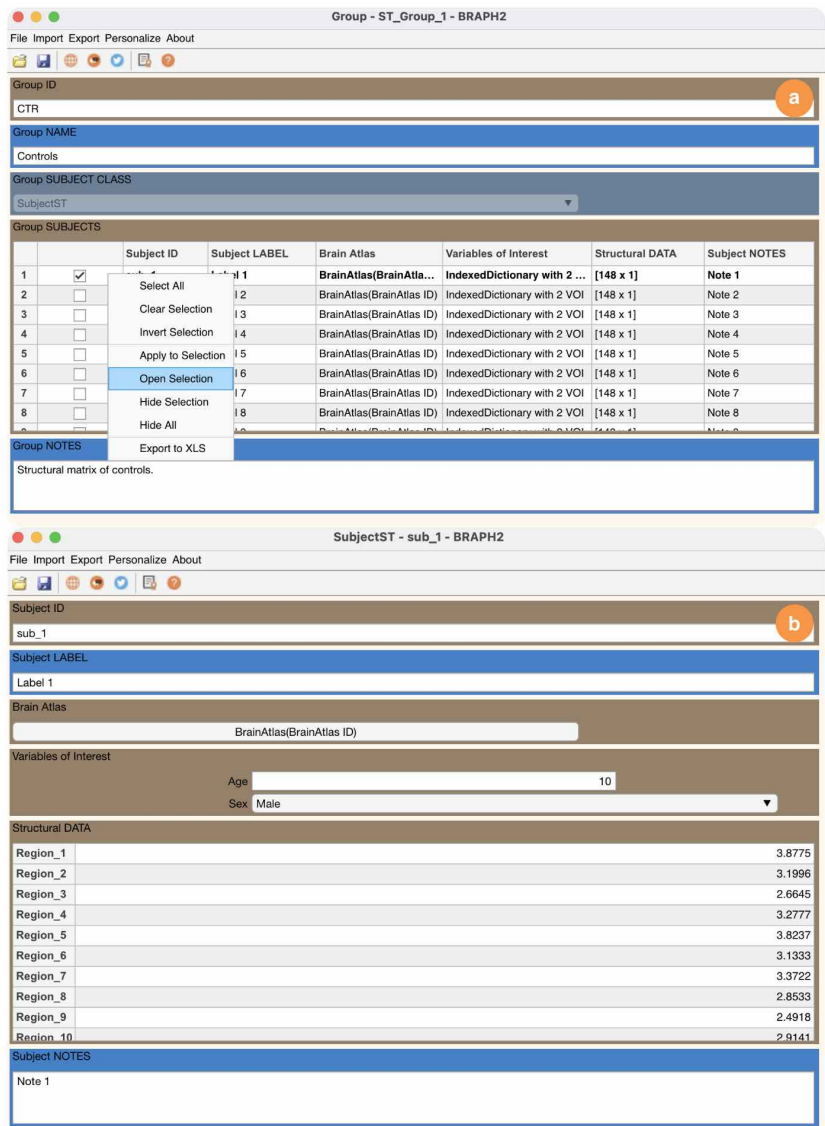 Group - ST_Group_1 - BRAPH2
File Import Export Personalize About
Group ID
a
CTR
Group NAME
Controls
Group SUBJECT CLASS
SubjectST
Group SUBJECTS
Subject ID Subject LABEL Brain Atlas Variables of Interest Structural DATA Subject NOTES
1 BrainAtlas(BrainAtla... IndexedDictionary with 2 ... [148 x 1] Note 1
Select All
2 2 BrainAtlas(BrainAtlas ID) IndexedDictionary with 2 VOI [148 x 1] Note 2
Clear Selection
3 3 BrainAtlas(BrainAtlas ID) IndexedDictionary with 2 VOI [148 x 1] Note 3
Invert Selection
4 4 BrainAtlas(BrainAtlas ID) IndexedDictionary with 2 VOI [148 x 1] Note 4
Apply to Selection
5 5 BrainAtlas(BrainAtlas ID) IndexedDictionary with 2 VOI [148 x 1] Note 5
Open Selection
6 6 BrainAtlas(BrainAtlas ID) IndexedDictionary with 2 VOI [148 x 1] Note 6
Hide Selection
7 7 BrainAtlas(BrainAtlas ID) IndexedDictionary with 2 VOI [148 x 1] Note 7
Hide All
8 8 BrainAtlas(BrainAtlas ID) IndexedDictionary with 2 VOI [148 x 1] Note 8
Export to XLS
Group NOTES
Structural matrix of controls.
SubjectST - sub_1 - BRAPH2
File Import Export Personalize About
Subject ID
b
sub_1
Subject LABEL
Label 1
Brain Atlas
BrainAtlas(BrainAtlas ID)
Variables of Interest
Age 10
Sex Male
Structural DATA
Region_1 3.8775
Region_2 3.1996
Region_3 2.6645
Region_4 3.2777
Region_5 3.8237
Region_6 3.1333
Region_7 3.3722
Region_8 2.8533
Region_9 2.4918
Region_10 2.9141
Subject NOTES
Note 1